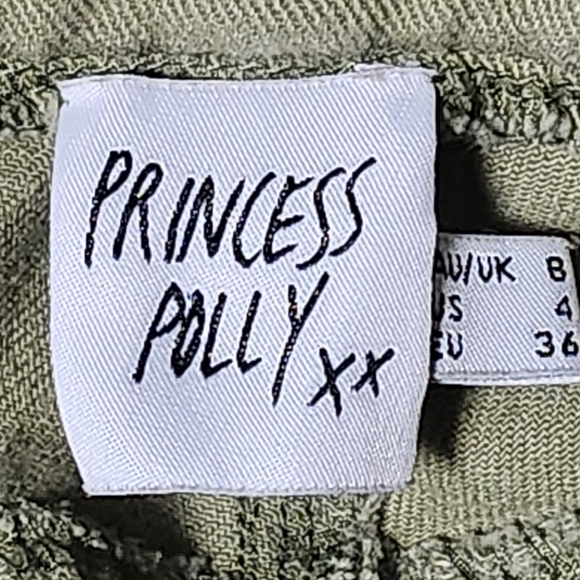 PRINCESS
POLLY xx
AU/UK 8
US 4
EU 36